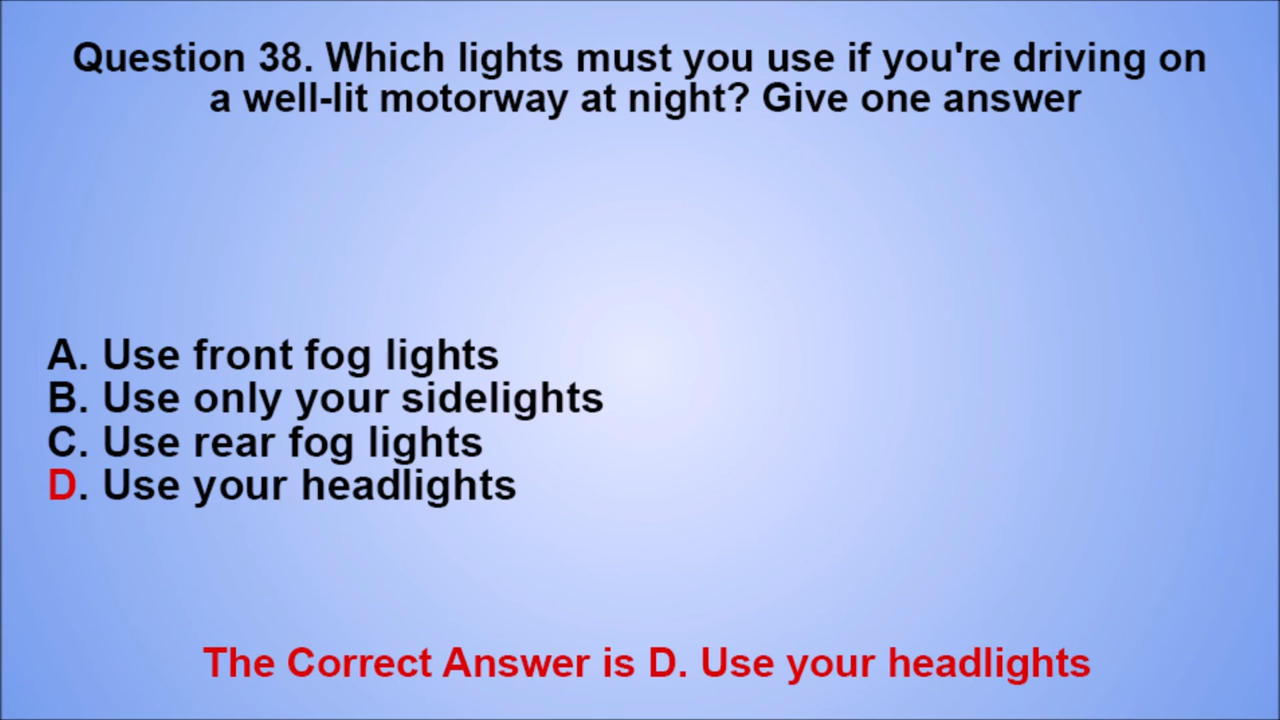 Question 38. Which lights must you use if you're driving on
a well-lit motorway at night? Give one answer
A. Use front fog lights
B. Use only your sidelights
C. Use rear fog lights
D. Use your headlights
The Correct Answer is D. Use your headlights